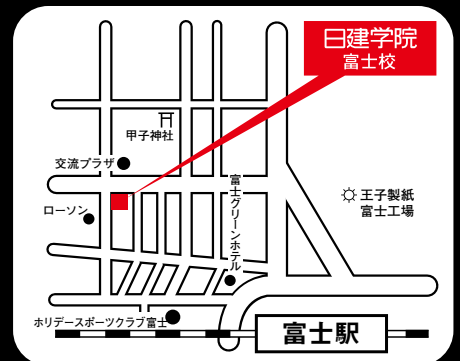 日建学院
富士校
甲子神社
交流プラザ
ローソン
富士グリーンホテル
王子製紙
富士工場
ホリデースポーツクラブ富士
富士駅